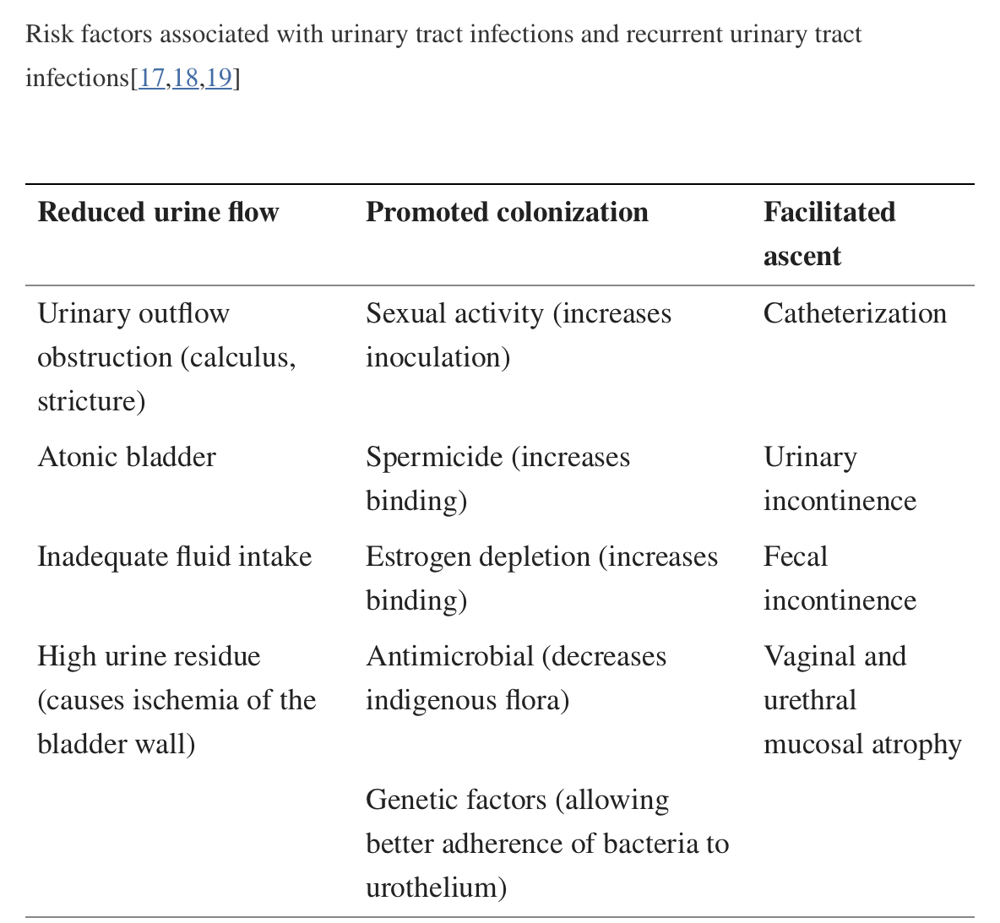 Risk factors associated with urinary tract infections and recurrent urinary tract
infections[17,18,19]
Reduced urine flow
Promoted colonization
Facilitated
ascent
Urinary outflow
obstruction (calculus,
stricture)
Sexual activity (increases
inoculation)
Catheterization
Atonic bladder
Spermicide (increases
binding)
Urinary
incontinence
Inadequate fluid intake
Estrogen depletion (increases
binding)
Fecal
incontinence
High urine residue
(causes ischemia of the
bladder wall)
Antimicrobial (decreases
indigenous flora)
Vaginal and
urethral
mucosal atrophy
Genetic factors (allowing
better adherence of bacteria to
urothelium)